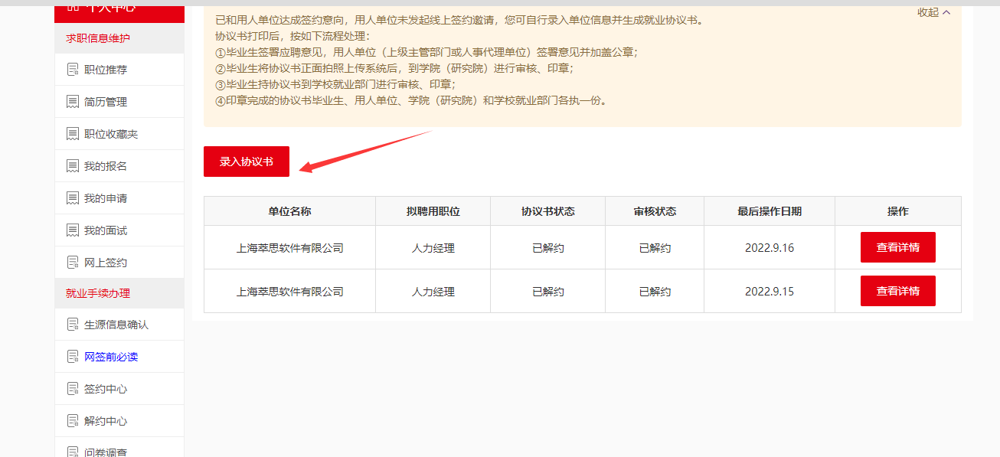 个人中心
求职信息维护
职位推荐
简历管理
职位收藏夹
我的报名
我的申请
我的面试
网上签约
就业手续办理
生源信息确认
网签前必读
签约中心
解约中心
问卷调查
收起
已和用人单位达成签约意向，用人单位未发起线上签约邀请，您可自行录入单位信息并生成就业协议书。
协议书打印后，按如下流程处理：
①毕业生签署应聘意见，用人单位（上级主管部门或人事代理单位）签署意见并加盖公章；
②毕业生将协议书正面拍照上传系统后，到学院（研究院）进行审核、印章；
③毕业生持协议书到学校就业部门进行审核、印章；
④印章完成的协议书毕业生、用人单位、学院（研究院）和学校就业部门各执一份。
录入协议书
单位名称 拟聘用职位 协议书状态 审核状态 最后操作日期 操作
上海萃思软件有限公司 人力经理 已解约 已解约 2022.9.16 查看详情
上海萃思软件有限公司 人力经理 已解约 已解约 2022.9.15 查看详情